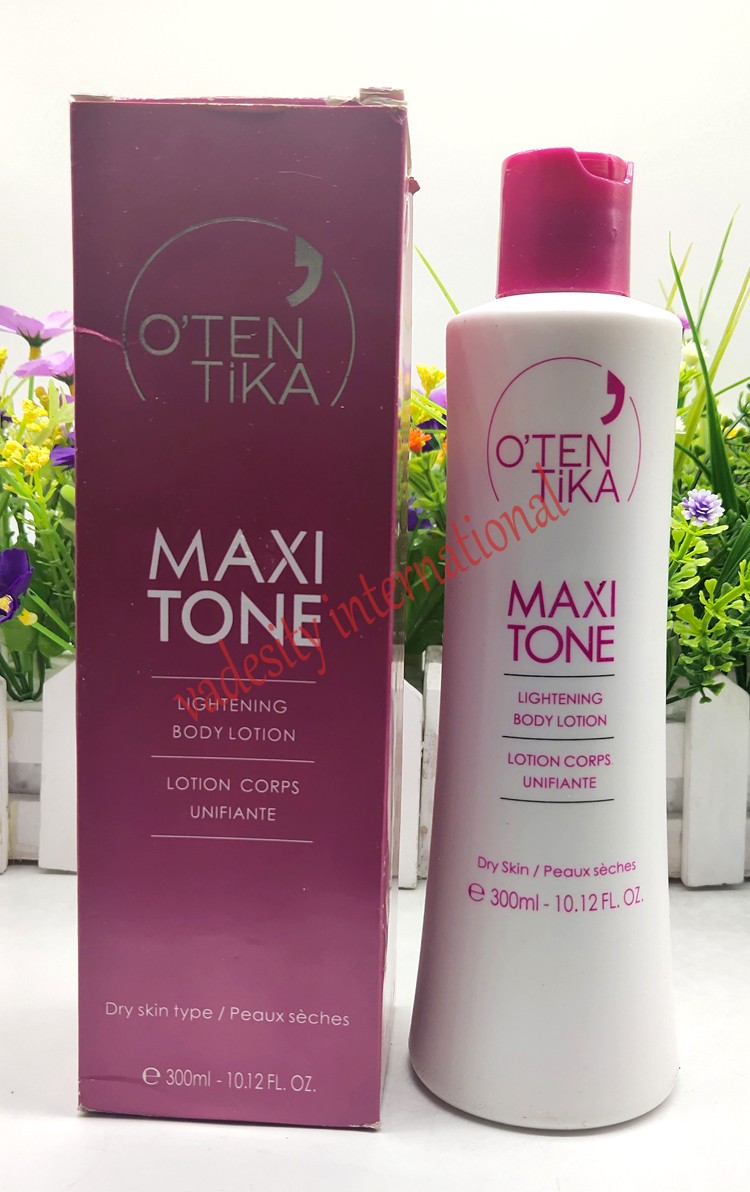 O'TEN
TiKA
MAXI
TONE
LIGHTENING
BODY LOTION
LOTION CORPS
UNIFIANTE
Dry skin type / Peaux sèches
℮ 300ml - 10.12 FL. OZ.
O'TEN
TiKA
MAXI
TONE
LIGHTENING
BODY LOTION
LOTION CORPS
UNIFIANTE
Dry Skin / Peaux sèches
℮ 300ml - 10.12 FL. OZ.
vadesity international